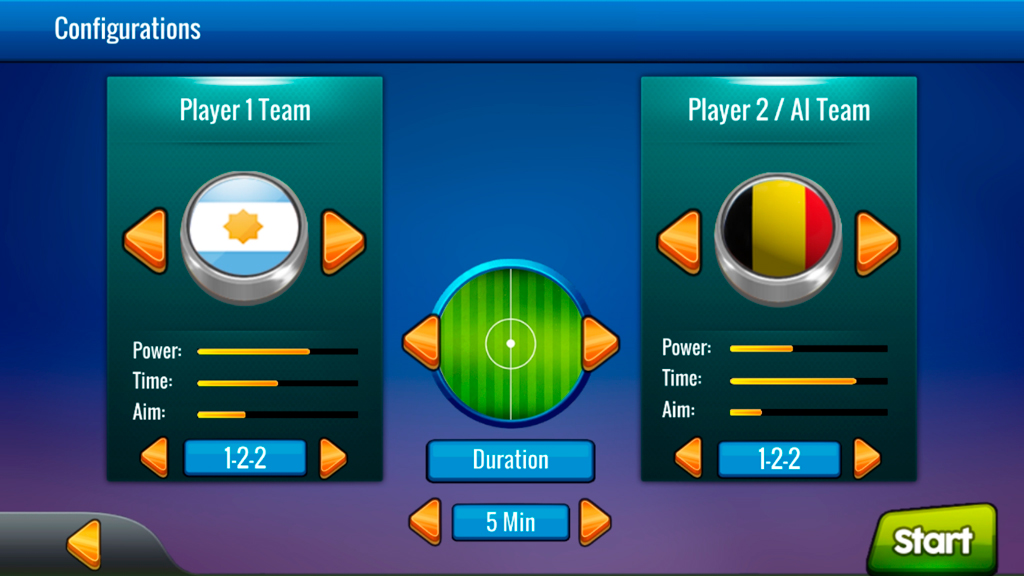 Configurations
Player 1 Team
Power:
Time:
Aim:
1-2-2
Duration
5 Min
Player 2 / AI Team
Power:
Time:
Aim:
1-2-2
Start